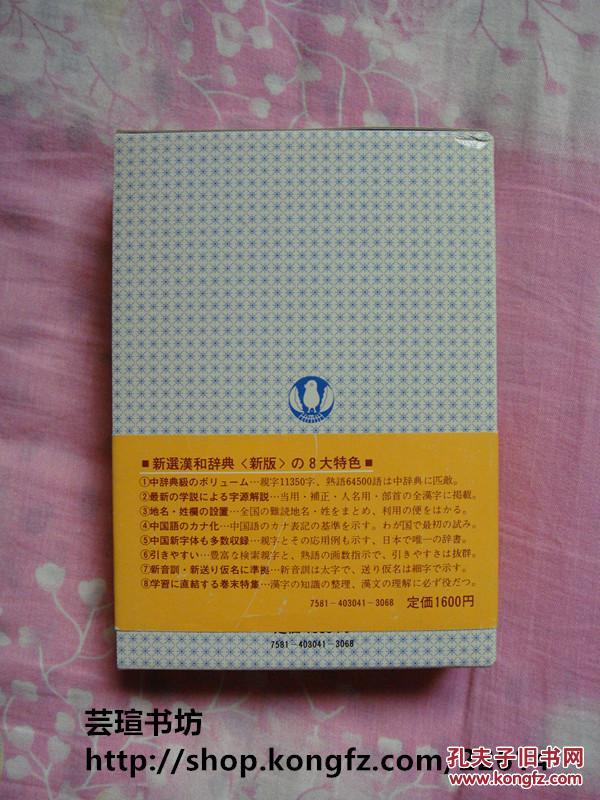 ■新選漢和辞典〈新版〉の8大特色■
①中辞典級のボリューム…親字11350字、熟語64500語は中辞典に匹敵。
②最新の学説による字源解説…当用・補正・人名用・部首の全漢字に掲載。
③地名・姓欄の設置…全国の難読地名・姓をまとめ、利用の便をはかる。
④中国語のカナ化…中国語のカナ表記の基準を示す。わが国で最初の試み。
⑤中国新字体も多数収録…親字とその応用例も示す、日本で唯一の辞書。
⑥引きやすい…豊富な検索親字と、熟語の画数指示で、引きやすさは抜群。
⑦新音訓・新送り仮名に準拠…新音訓は太字で、送り仮名は細字で示す。
⑧学習に直結する巻末特集…漢字の知識の整理、漢文の理解に必ず役だつ。
7581-403041-3068 定価1600円
7581-403041-3068
芸瑄书坊
http://shop.kongfz.com/
孔夫子旧书网
www.kongfz.com